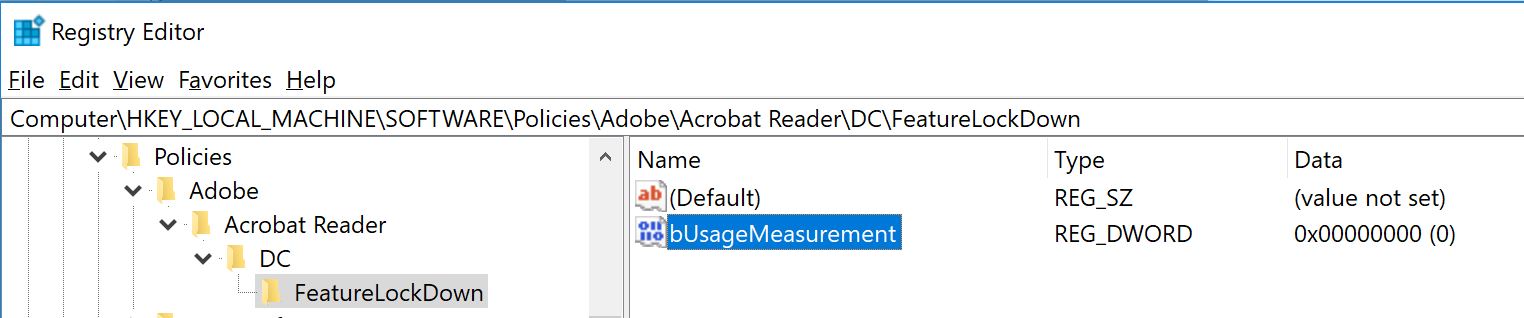 Registry Editor
File Edit View Favorites Help
Computer\HKEY_LOCAL_MACHINE\SOFTWARE\Policies\Adobe\Acrobat Reader\DC\FeatureLockDown
Policies
Adobe
Acrobat Reader
DC
FeatureLockDown
Name Type Data
(Default) REG_SZ (value not set)
bUsageMeasurement REG_DWORD 0x00000000 (0)